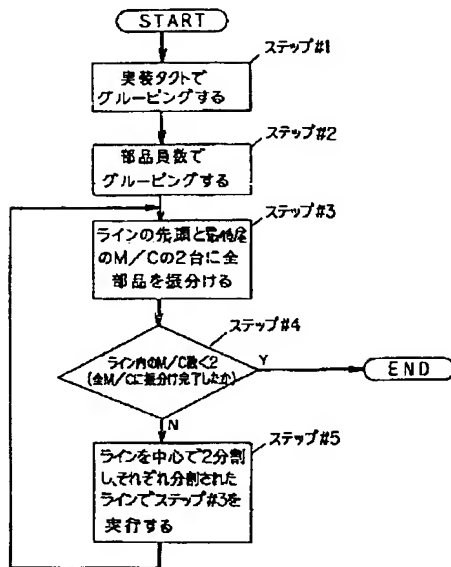 START
ステップ#1
実装タクトで
グルーピングする
ステップ#2
部品員数で
グルーピングする
ステップ#3
ラインの先頭と最後尾
のM/Cの2台に全
部品を振分ける
ステップ#4
ライン内のM/C数<2
(全M/Cに振分け完了したか)
Y
END
N
ステップ#5
ラインを中心で2分割
し、それぞれ分割された
ラインでステップ#3を
実行する